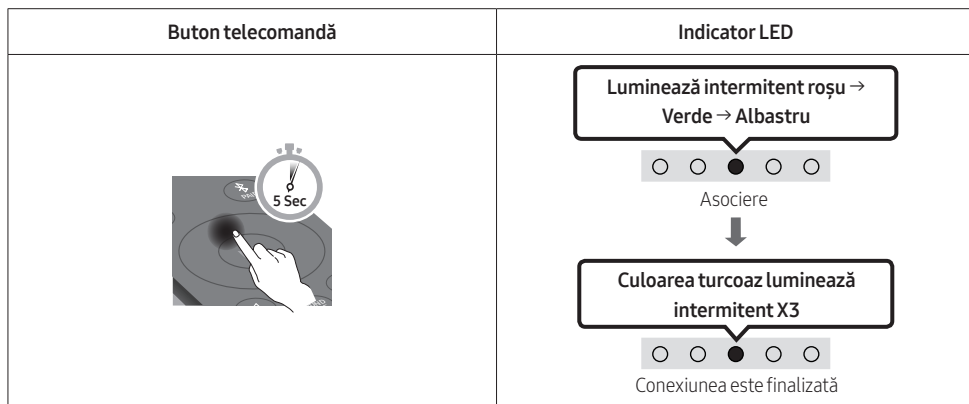 Buton telecomandă
Indicator LED
5 Sec
Luminează intermitent roșu →
Verde → Albastru
Asociere
Culoarea turcoaz luminează
intermitent X3
Conexiunea este finalizată